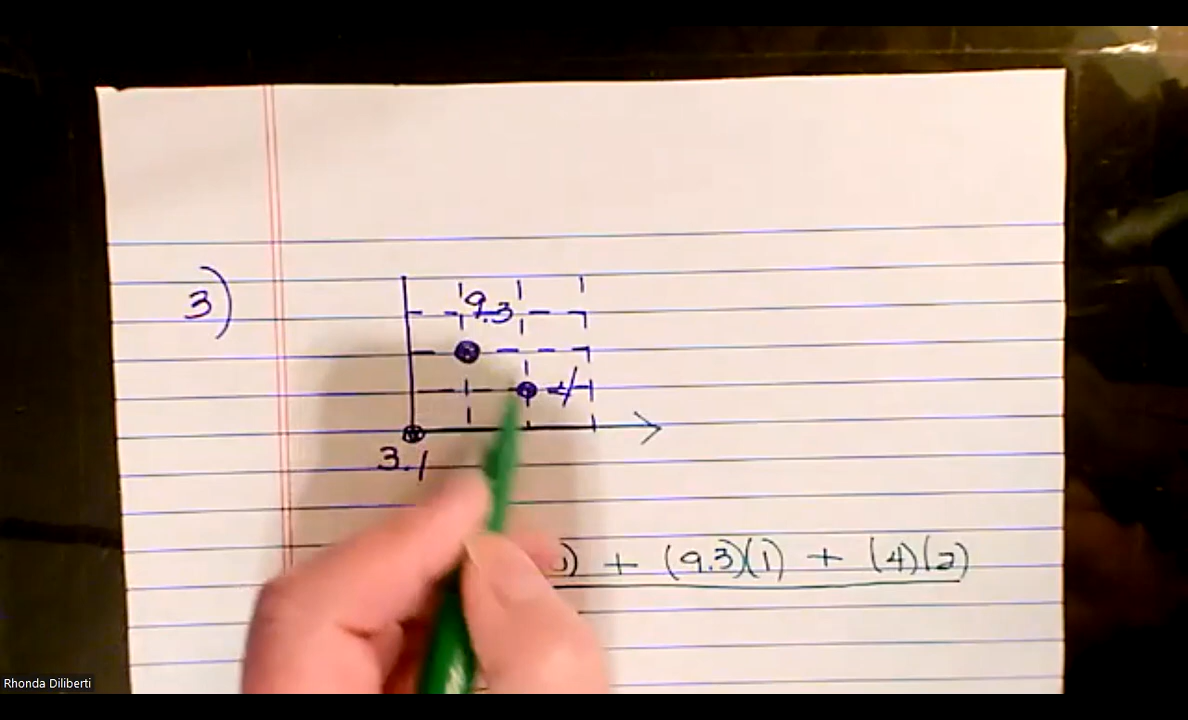 3)
9.3
4
3.1
) + (9.3)(1) + (4)(2)
Rhonda Diliberti